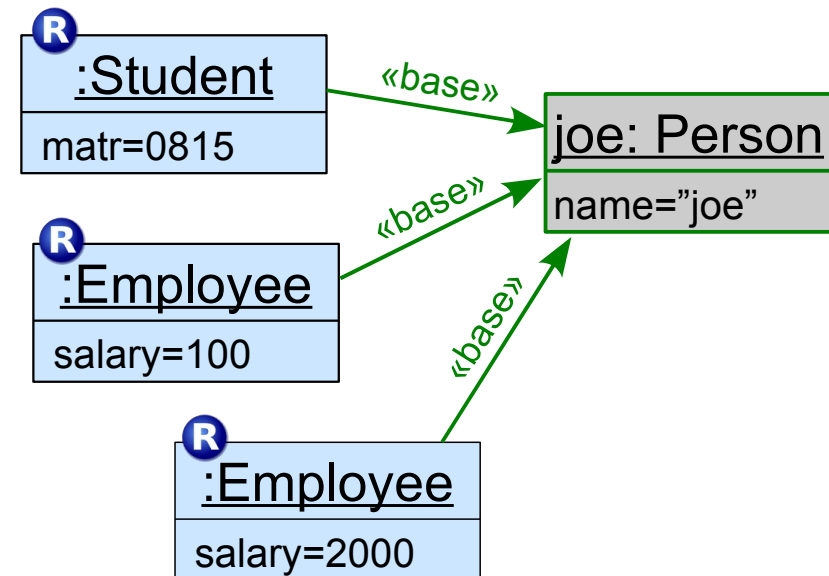 R
:Student
matr=0815
«base»
joe: Person
name=”joe”
«base»
R
:Employee
salary=100
«base»
R
:Employee
salary=2000